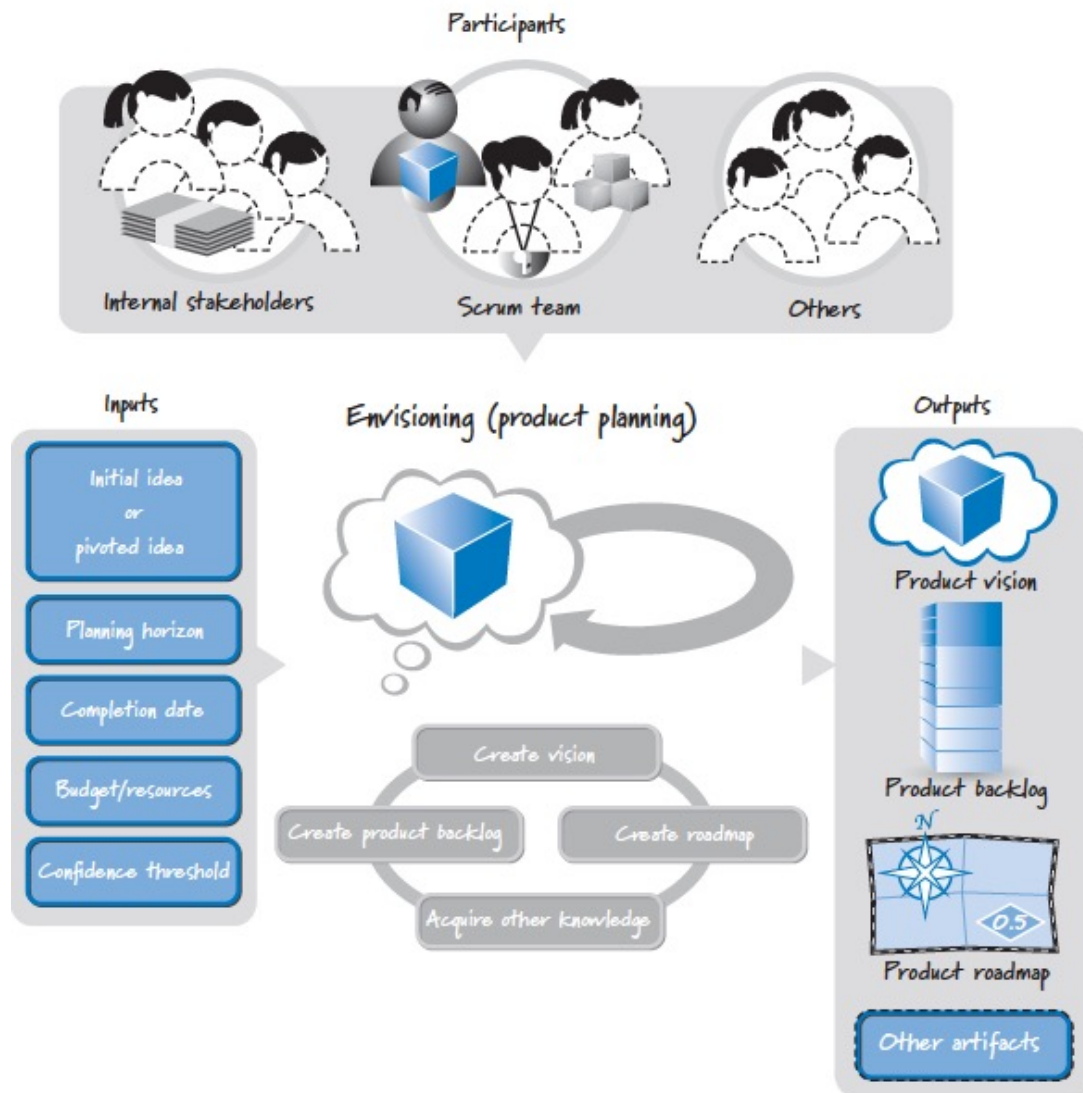 Participants
Internal stakeholders
Scrum team
Others
Inputs
Initial idea
or
pivoted idea
Planning horizon
Completion date
Budget/resources
Confidence threshold
Envisioning (product planning)
Create vision
Create product backlog
Create roadmap
Acquire other knowledge
Outputs
Product vision
Product backlog
N
0.5
Product roadmap
Other artifacts